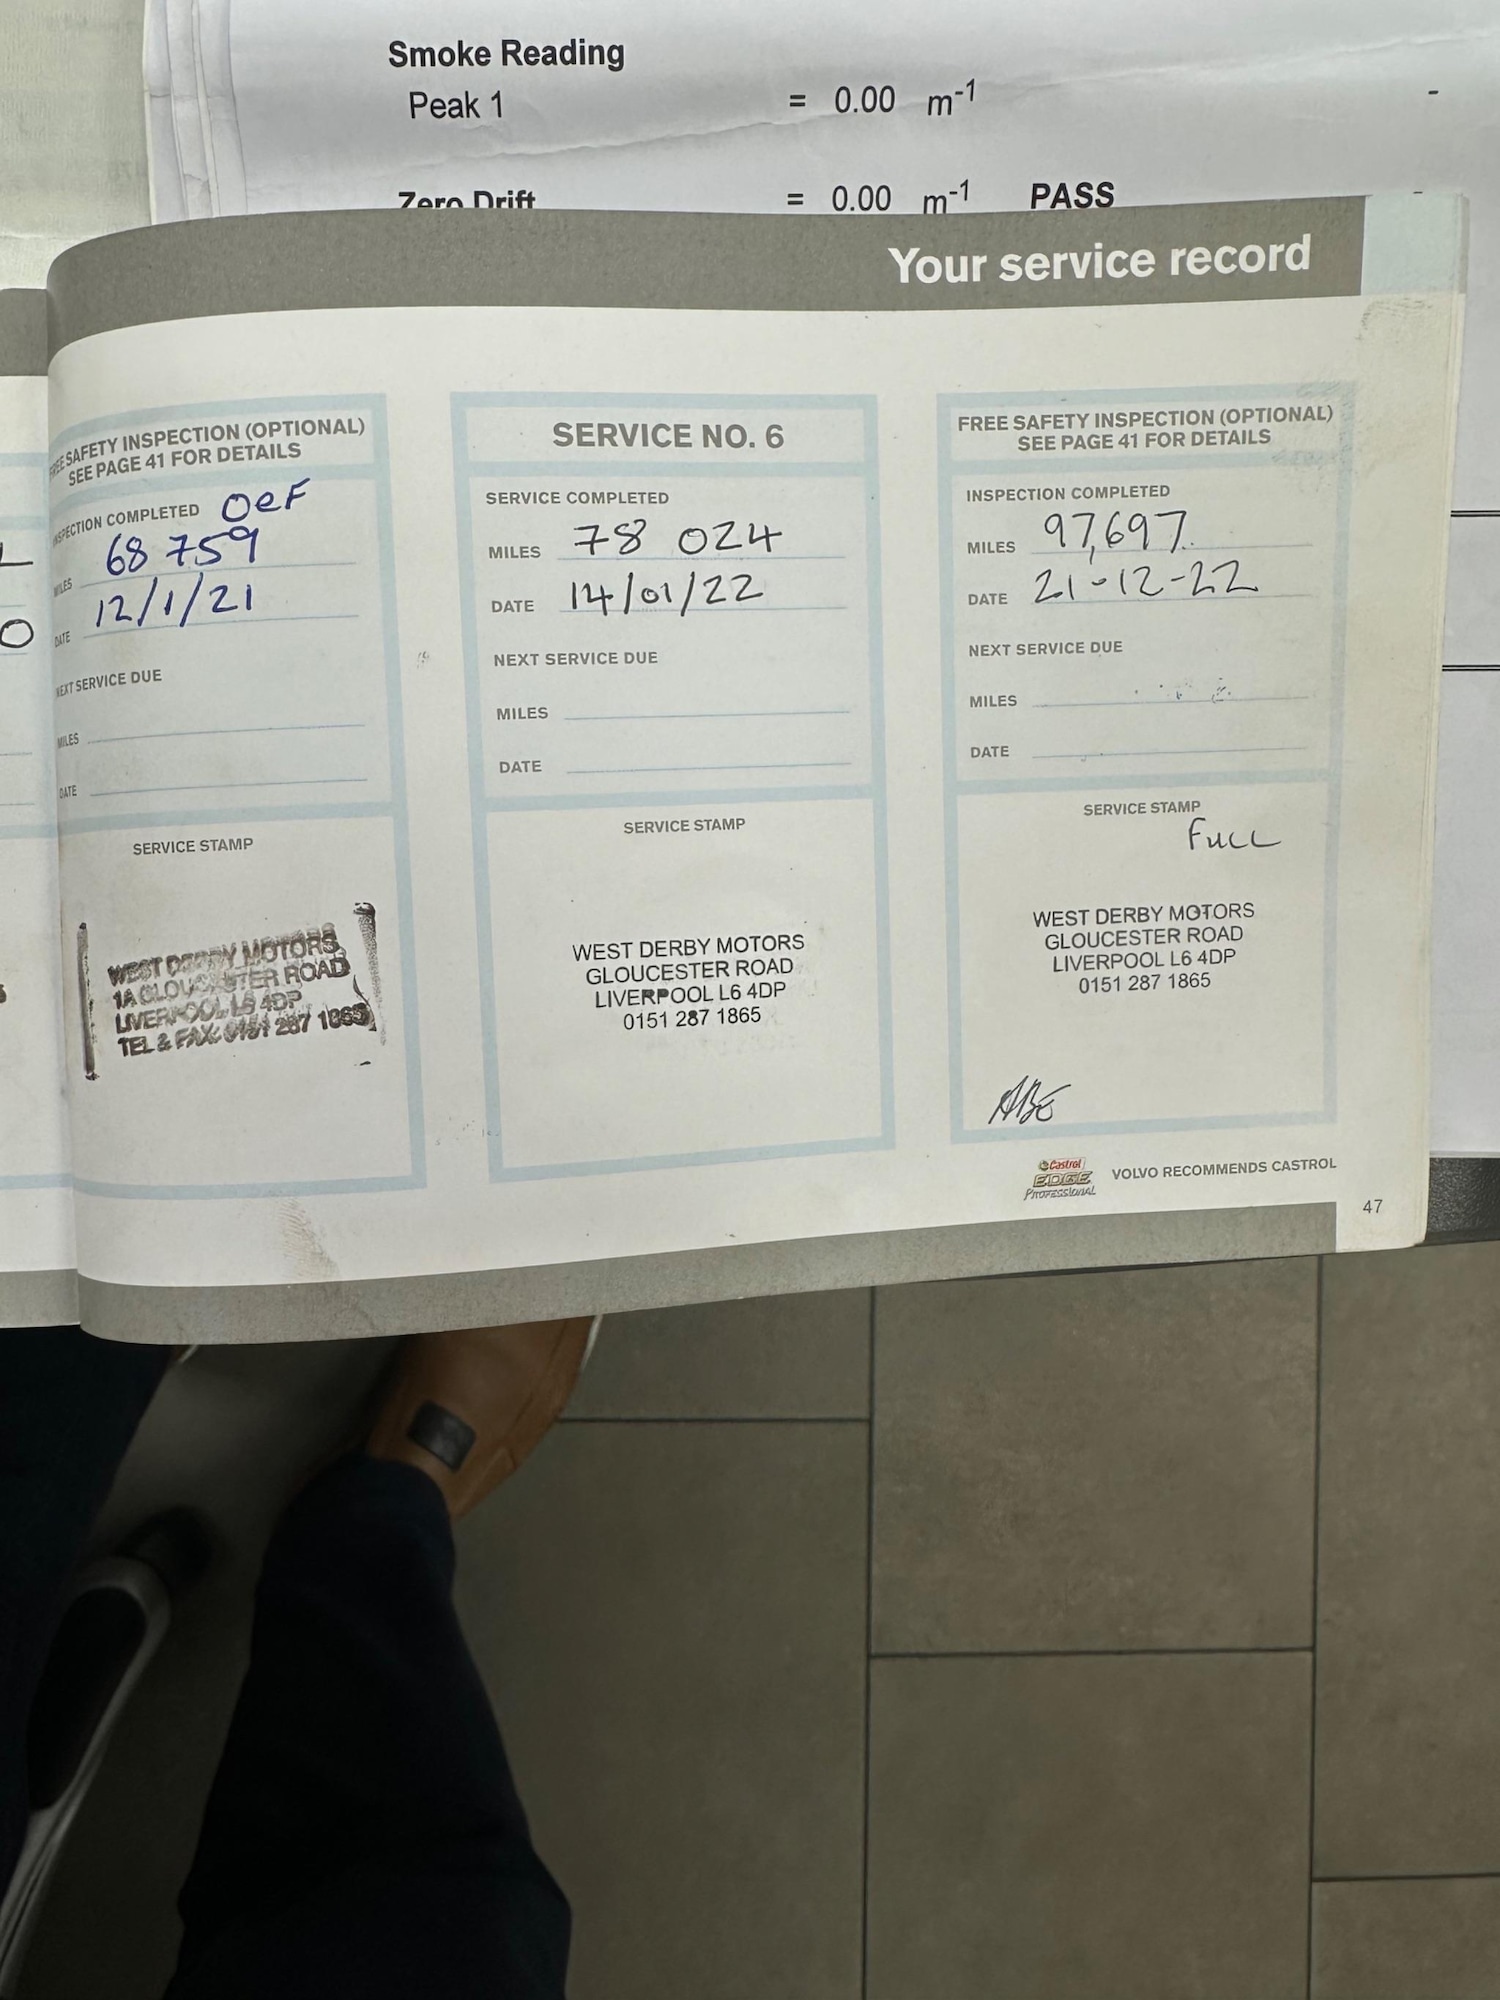 Smoke Reading
Peak 1 = 0.00 m-1 -
Zero Drift = 0.00 m-1 PASS -
Your service record
SAFETY INSPECTION (OPTIONAL)
SEE PAGE 41 FOR DETAILS
INSPECTION COMPLETED OeF
MILES 68 759
DATE 12/1/21
NEXT SERVICE DUE
MILES
DATE
SERVICE STAMP
WEST DERBY MOTORS
1A GLOUCESTER ROAD
LIVERPOOL L6 4DP
TEL & FAX: 0151 287 1865
SERVICE NO. 6
SERVICE COMPLETED
MILES 78 024
DATE 14/01/22
NEXT SERVICE DUE
MILES
DATE
SERVICE STAMP
WEST DERBY MOTORS
GLOUCESTER ROAD
LIVERPOOL L6 4DP
0151 287 1865
FREE SAFETY INSPECTION (OPTIONAL)
SEE PAGE 41 FOR DETAILS
INSPECTION COMPLETED
MILES 97,697.
DATE 21-12-22
NEXT SERVICE DUE
MILES
DATE
SERVICE STAMP
FULL
WEST DERBY MOTORS
GLOUCESTER ROAD
LIVERPOOL L6 4DP
0151 287 1865
Castrol
EDGE
PROFESSIONAL
VOLVO RECOMMENDS CASTROL
47